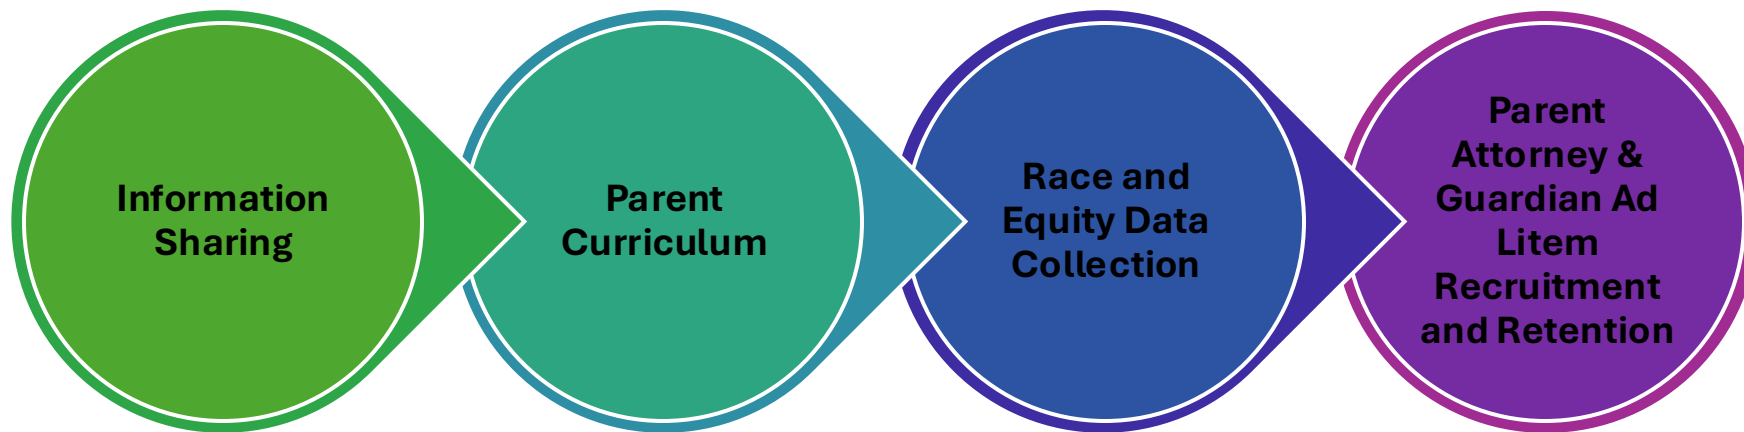 Information
Sharing
Parent
Curriculum
Race and
Equity Data
Collection
Parent
Attorney &
Guardian Ad
Litem
Recruitment
and Retention